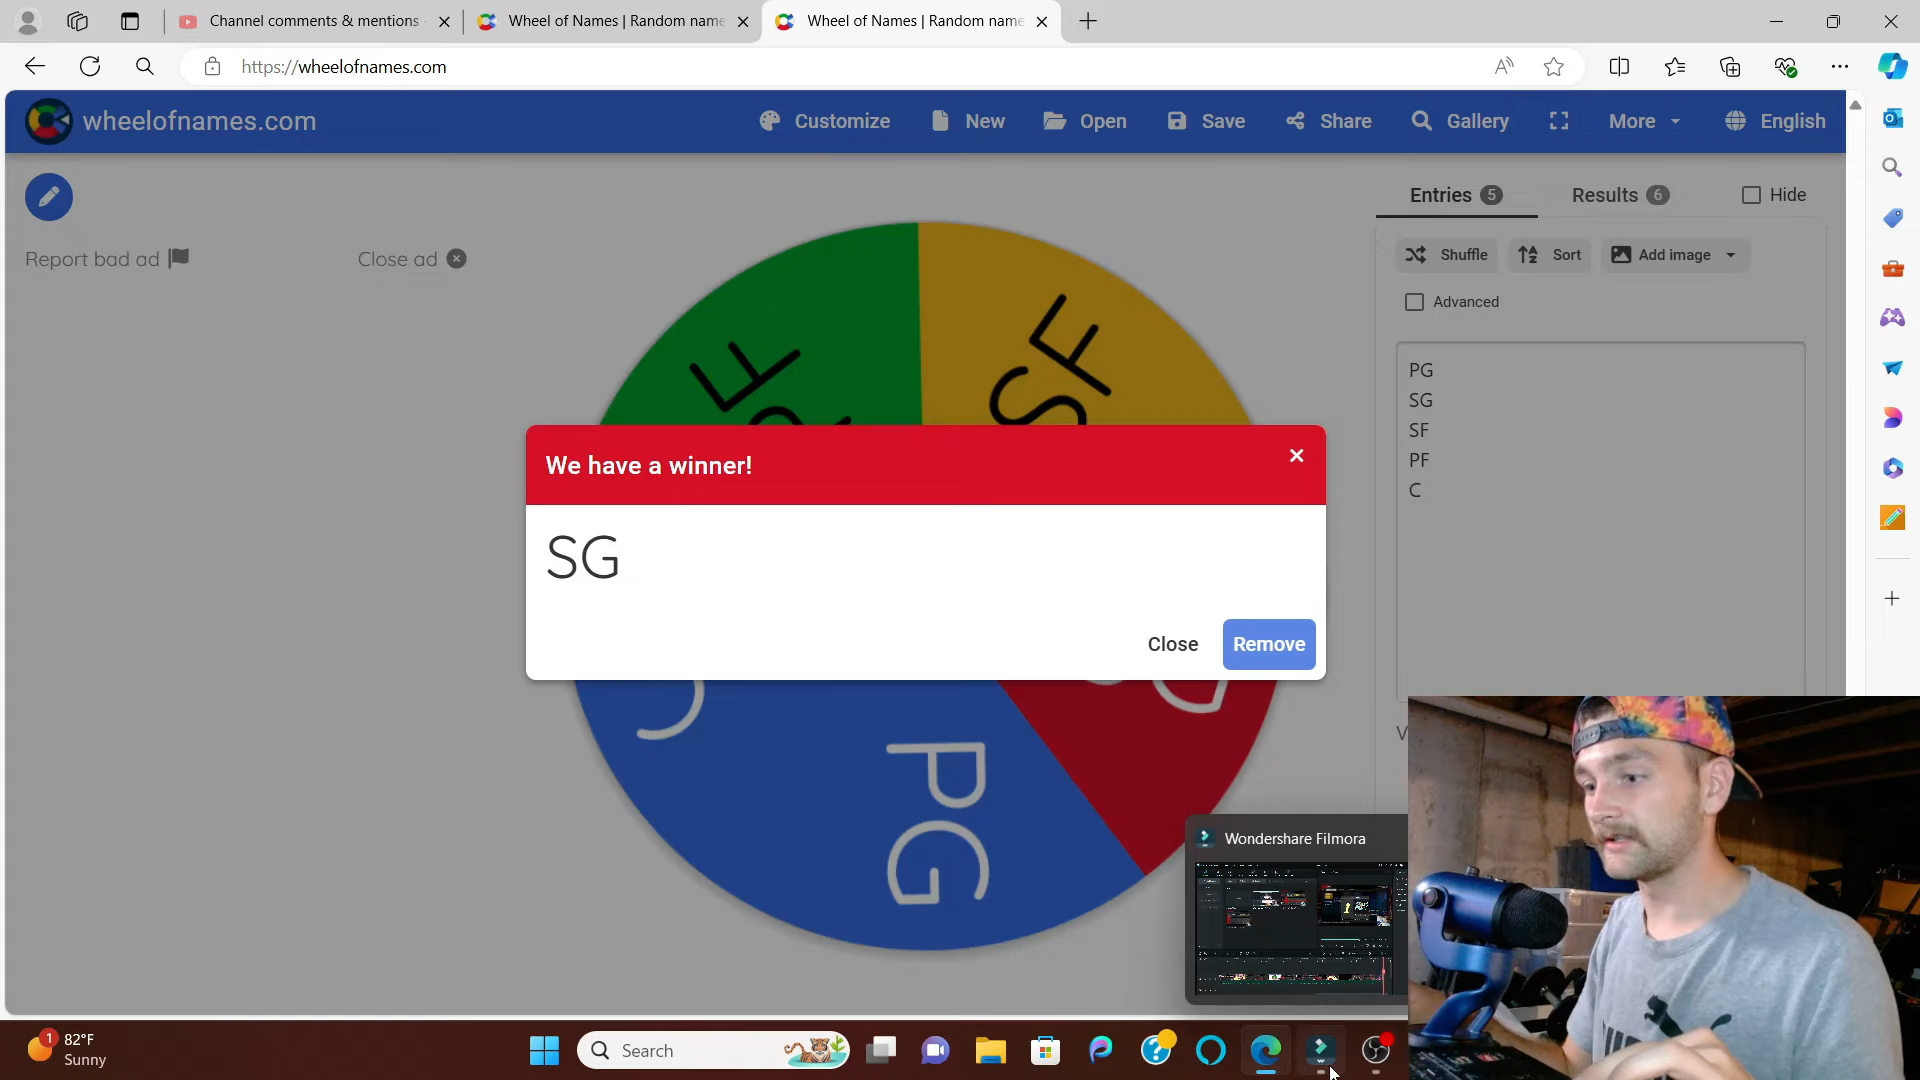 Channel comments & mentions
Wheel of Names | Random name
Wheel of Names | Random name
https://wheelofnames.com
wheelofnames.com
Customize
New
Open
Save
Share
Gallery
More
English
Report bad ad
Close ad
Entries 5
Results 6
Hide
Shuffle
Sort
Add image
Advanced
PG
SG
SF
PF
C
SF
We have a winner!
SG
Close
Remove
C
PG
Wondershare Filmora
1
82°F
Sunny
Search